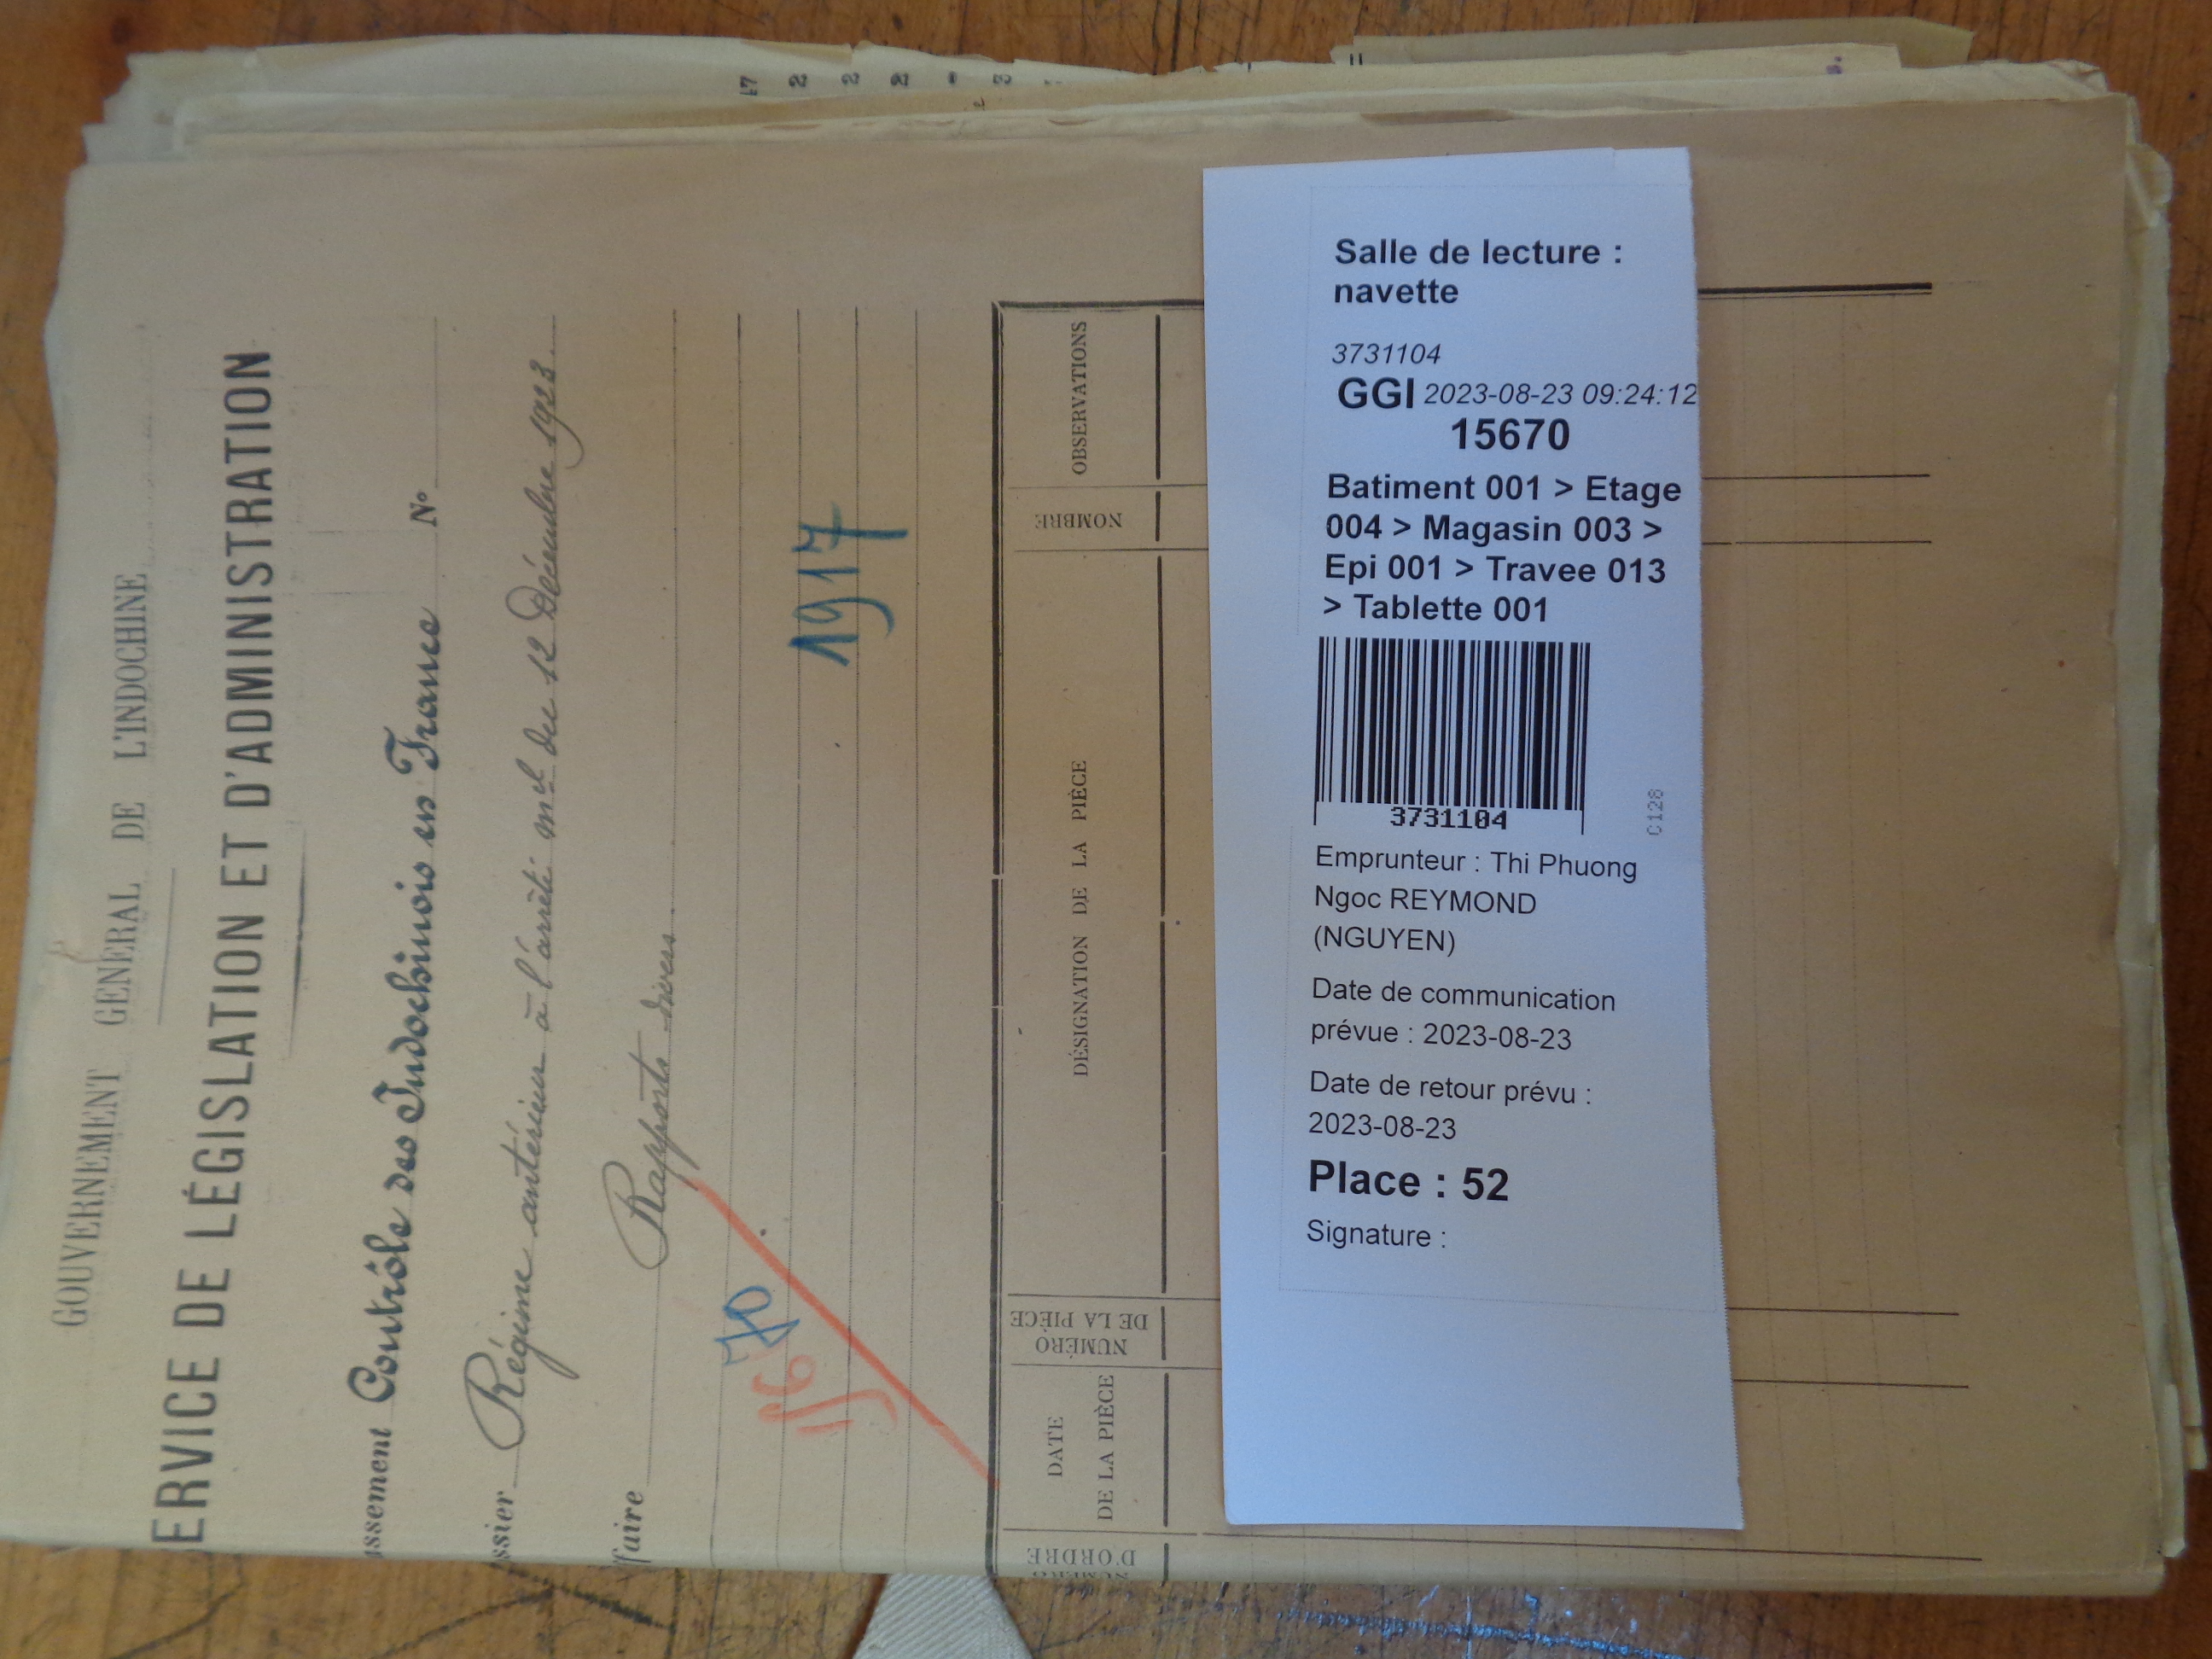 GOUVERNEMENT GÉNÉRAL DE L'INDOCHINE
ERVICE DE LÉGISLATION ET D'ADMINISTRATION
ssement Contrôle des Indochinois en France N°
ssier Régime antérieur à l'arrêté mel du 12 Décembre 1923.
ffaire Rapports divers
1917
15670
D'ORDRE
DATE
DE LA PIÈCE
NUMÉRO
DE LA PIÈCE
DÉSIGNATION DE LA PIÈCE
NOMBRE
OBSERVATIONS
Salle de lecture :
navette
3731104
GGI 2023-08-23 09:24:12
15670
Batiment 001 > Etage
004 > Magasin 003 >
Epi 001 > Travee 013
> Tablette 001
3731104
C128
Emprunteur : Thi Phuong
Ngoc REYMOND
(NGUYEN)
Date de communication
prévue : 2023-08-23
Date de retour prévu :
2023-08-23
Place : 52
Signature :